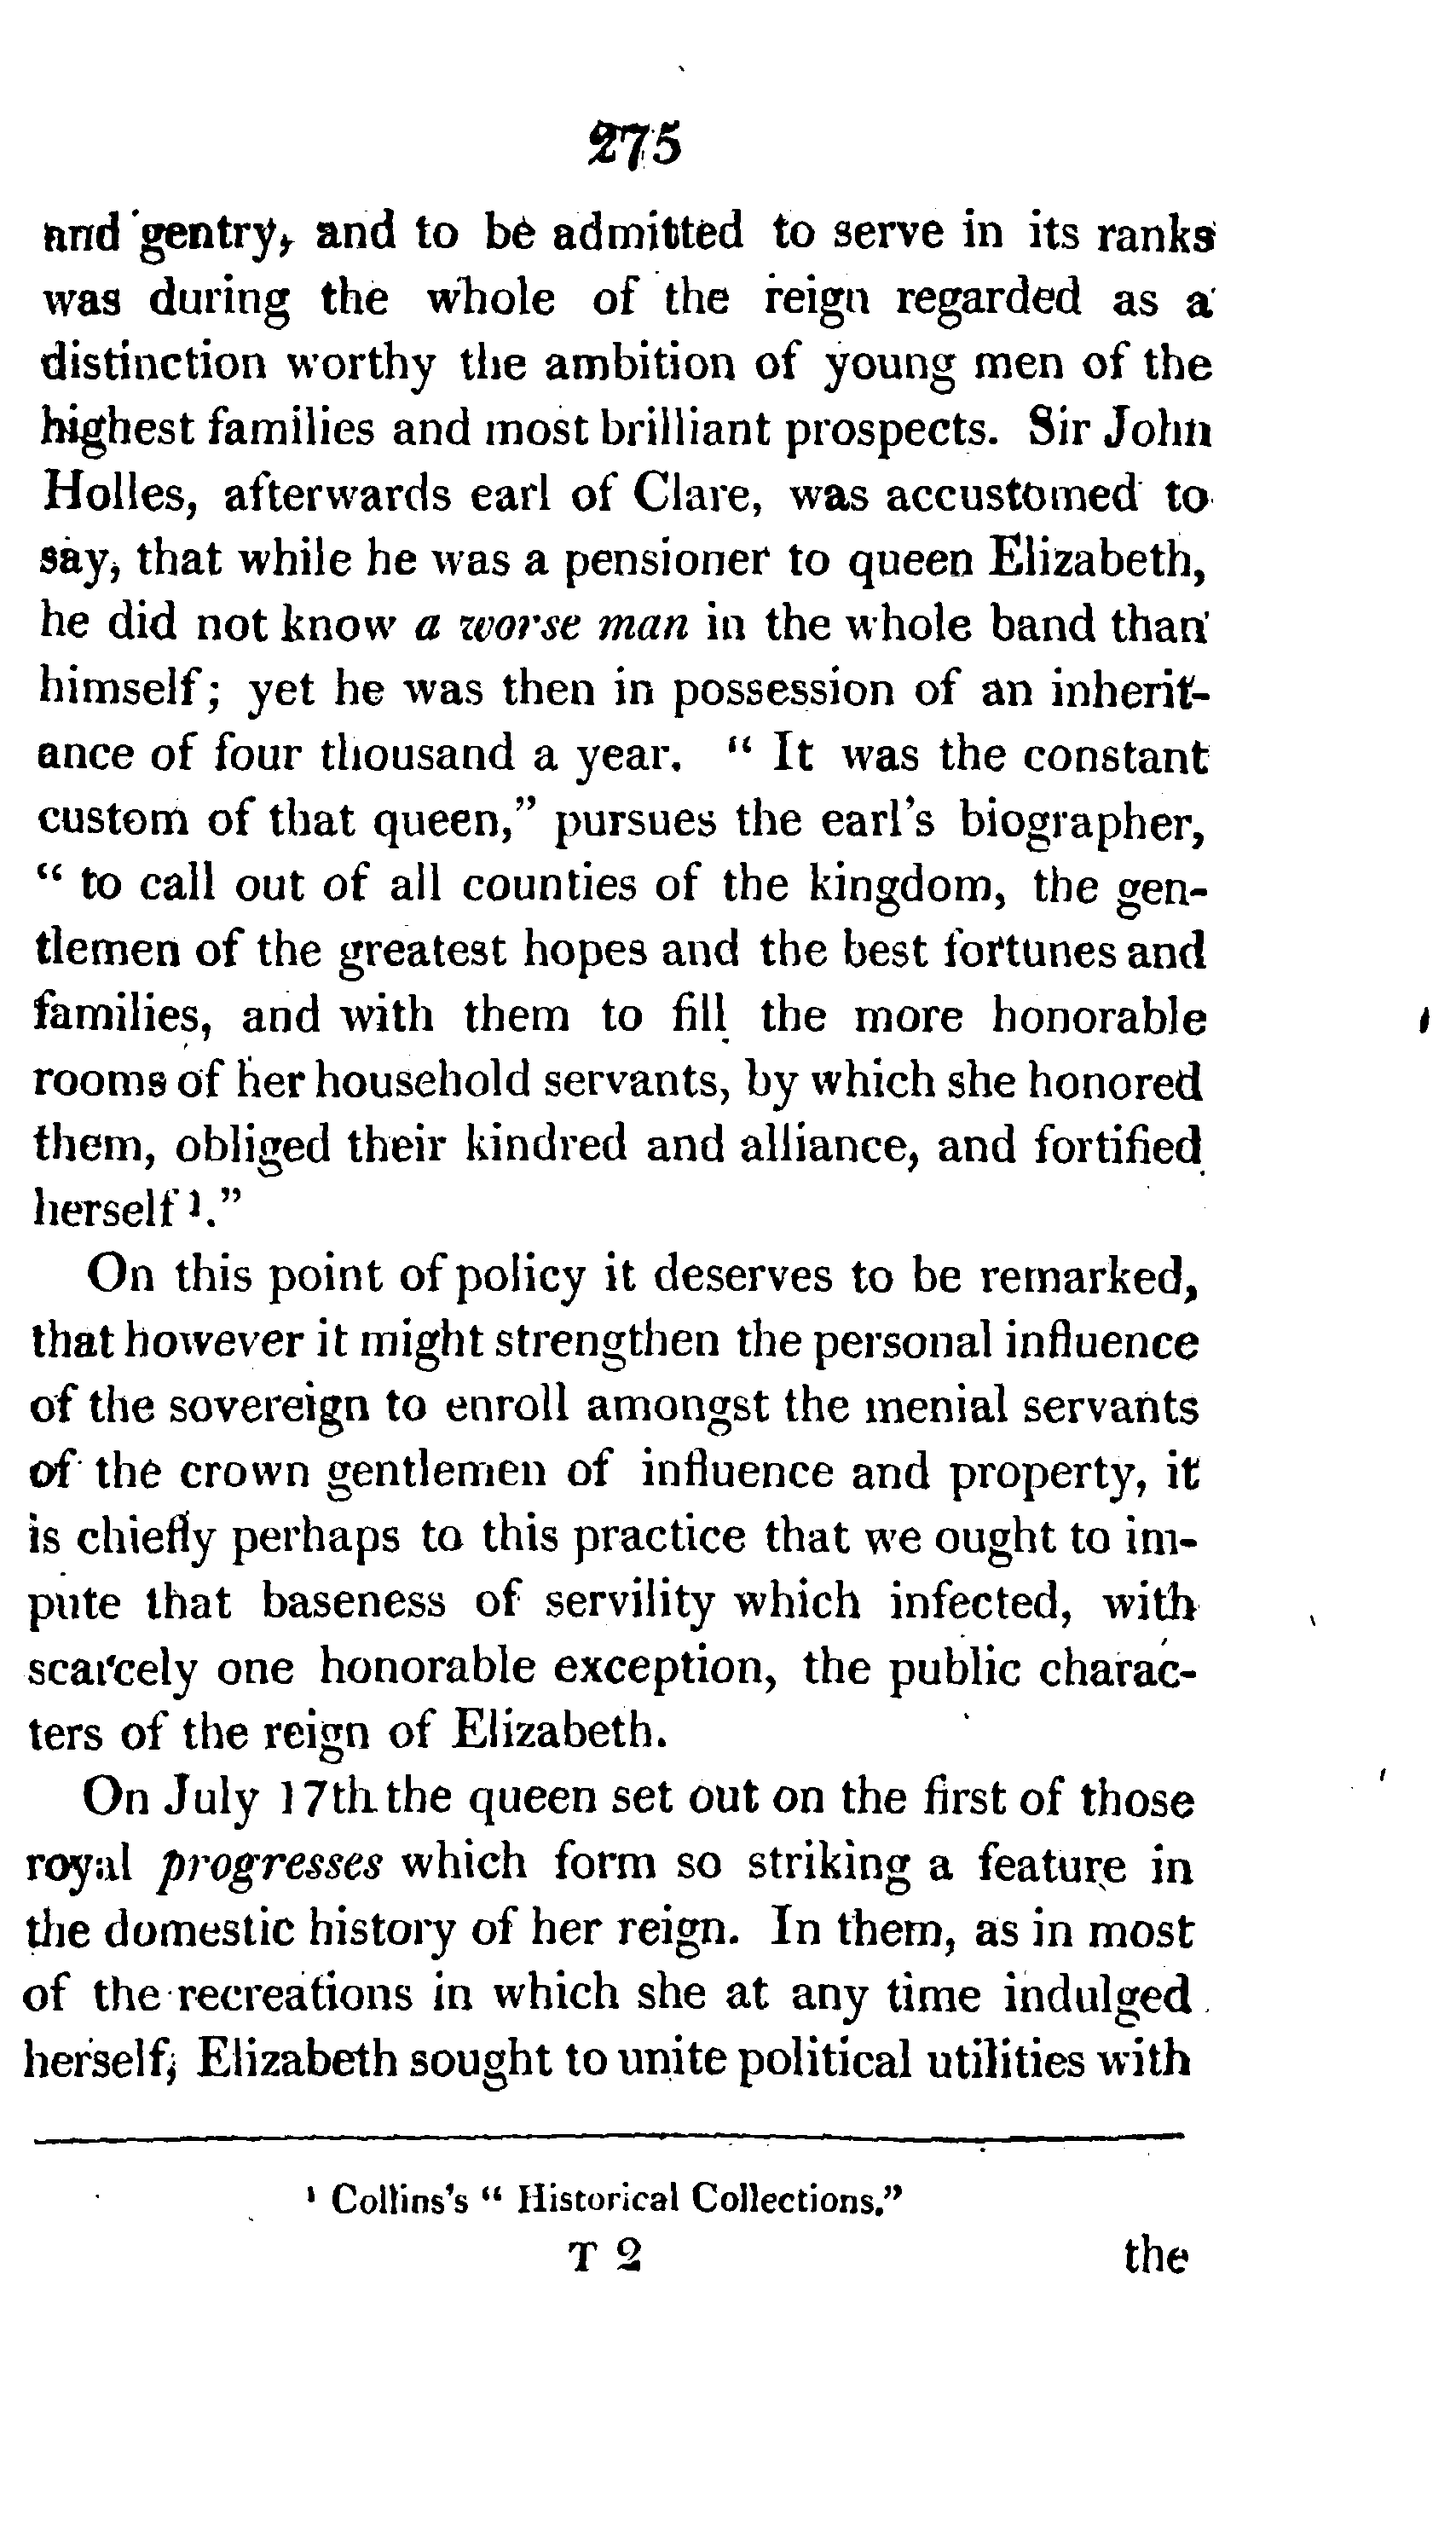 275
and gentry, and to be admitted to serve in its ranks
was during the whole of the reign regarded as a
distinction worthy the ambition of young men of the
highest families and most brilliant prospects. Sir John
Holles, afterwards earl of Clare, was accustomed to
say, that while he was a pensioner to queen Elizabeth,
he did not know a worse man in the whole band than
himself; yet he was then in possession of an inherit-
ance of four thousand a year. " It was the constant
custom of that queen," pursues the earl's biographer,
" to call out of all counties of the kingdom, the gen-
tlemen of the greatest hopes and the best fortunes and
families, and with them to fill the more honorable
rooms of her household servants, by which she honored
them, obliged their kindred and alliance, and fortified
herself ¹."
On this point of policy it deserves to be remarked,
that however it might strengthen the personal influence
of the sovereign to enroll amongst the menial servants
of the crown gentlemen of influence and property, it
is chiefly perhaps to this practice that we ought to im-
pute that baseness of servility which infected, with
scarcely one honorable exception, the public charac-
ters of the reign of Elizabeth.
On July 17th the queen set out on the first of those
royal progresses which form so striking a feature in
the domestic history of her reign. In them, as in most
of the recreations in which she at any time indulged
herself, Elizabeth sought to unite political utilities with
¹ Collins's " Historical Collections."
T 2 the